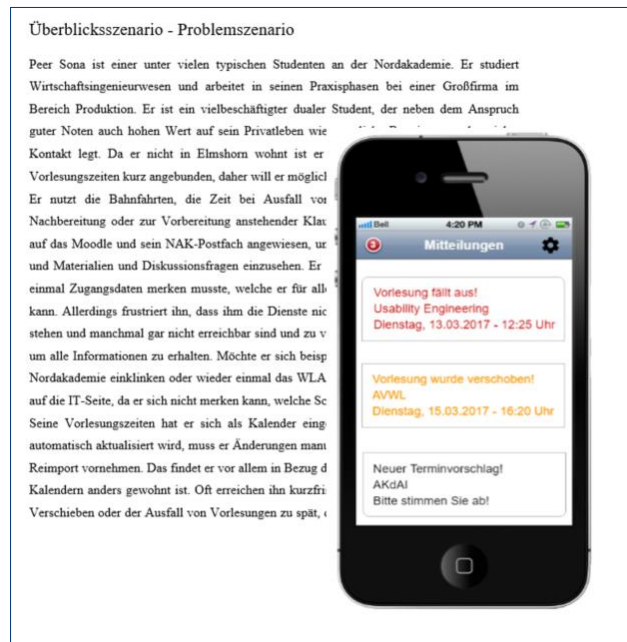 Überblicksszenario - Problemszenario
Peer Sona ist einer unter vielen typischen Studenten an der Nordakademie. Er studiert
Wirtschaftsingenieurwesen und arbeitet in seinen Praxisphasen bei einer Großfirma im
Bereich Produktion. Er ist ein vielbeschäftigter dualer Student, der neben dem Anspruch
guter Noten auch hohen Wert auf sein Privatleben wie
Kontakt legt. Da er nicht in Elmshorn wohnt ist er
Vorlesungszeiten kurz angebunden, daher will er möglich
Er nutzt die Bahnfahrten, die Zeit bei Ausfall vor
Nachbereitung oder zur Vorbereitung anstehender Klau
auf das Moodle und sein NAK-Postfach angewiesen, ur
und Materialien und Diskussionsfragen einzusehen. Er
einmal Zugangsdaten merken musste, welche er für all
kann. Allerdings frustriert ihn, dass ihm die Dienste nic
stehen und manchmal gar nicht erreichbar sind und zu v
um alle Informationen zu erhalten. Möchte er sich beisp
Nordakademie einklinken oder wieder einmal das WLA
auf die IT-Seite, da er sich nicht merken kann, welche Sc
Seine Vorlesungszeiten hat er sich als Kalender eing
automatisch aktualisiert wird, muss er Änderungen manu
Reimport vornehmen. Das findet er vor allem in Bezug d
Kalendern anders gewohnt ist. Oft erreichen ihn kurzfri
Verschieben oder der Ausfall von Vorlesungen zu spät,
Bell 4:20 PM
3 Mitteilungen
Vorlesung fällt aus!
Usability Engineering
Dienstag, 13.03.2017 - 12:25 Uhr
Vorlesung wurde verschoben!
AVWL
Dienstag, 15.03.2017 - 16:20 Uhr
Neuer Terminvorschlag!
AKdAI
Bitte stimmen Sie ab!